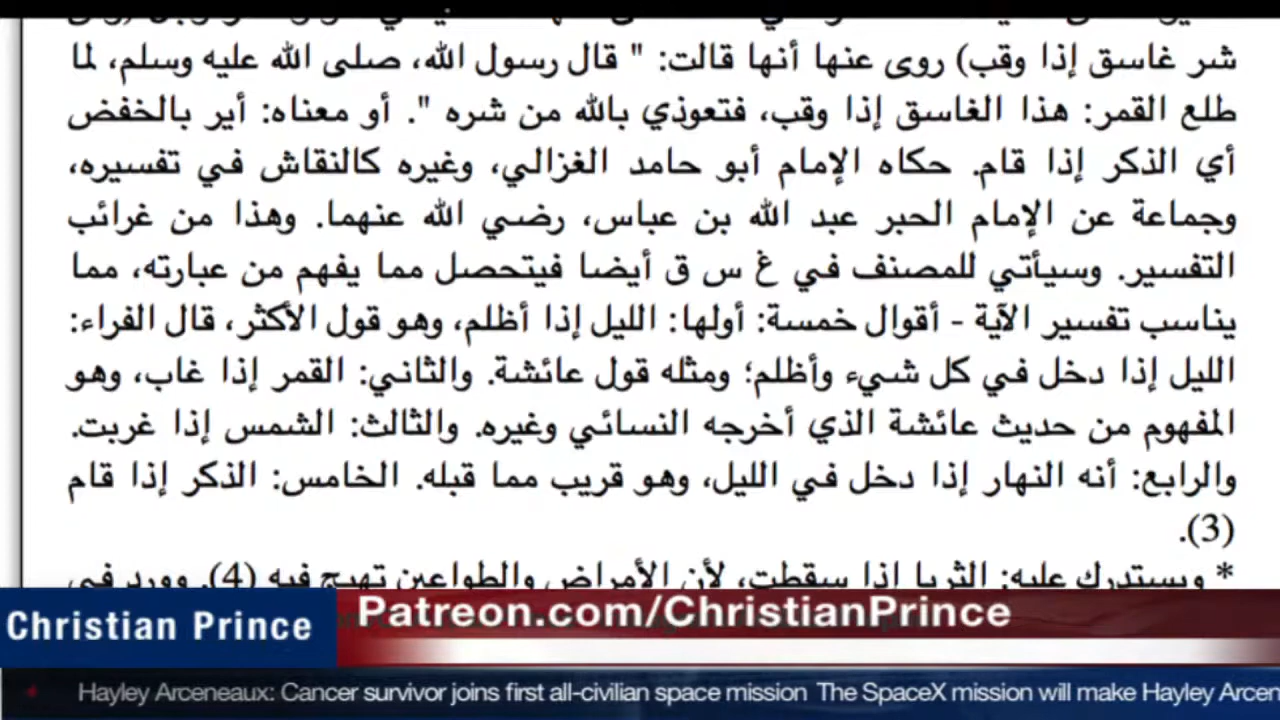 شر غاسق إذا وقب) روى عنها أنها قالت: " قال رسول الله، صلى الله عليه وسلم، لما
طلع القمر: هذا الغاسق إذا وقب، فتعوذي بالله من شره ". أو معناه: أير بالخفض
أي الذكر إذا قام. حكاه الإمام أبو حامد الغزالي، وغيره كالنقاش في تفسيره،
وجماعة عن الإمام الحبر عبد الله بن عباس، رضي الله عنهما. وهذا من غرائب
التفسير. وسيأتي للمصنف في غ س ق أيضا فيتحصل مما يفهم من عبارته، مما
يناسب تفسير الآية - أقوال خمسة: أولها: الليل إذا أظلم، وهو قول الأكثر، قال الفراء:
الليل إذا دخل في كل شيء وأظلم؛ ومثله قول عائشة. والثاني: القمر إذا غاب، وهو
المفهوم من حديث عائشة الذي أخرجه النسائي وغيره. والثالث: الشمس إذا غربت.
والرابع: أنه النهار إذا دخل في الليل، وهو قريب مما قبله. الخامس: الذكر إذا قام
(3).
* ويستدرك عليه: الثريا إذا سقطت، لأن الأمراض والطواعين تهيج فيه (4). وورد في
Christian Prince
Patreon.com/ChristianPrince
Hayley Arceneaux: Cancer survivor joins first all-civilian space mission The SpaceX mission will make Hayley Arcen